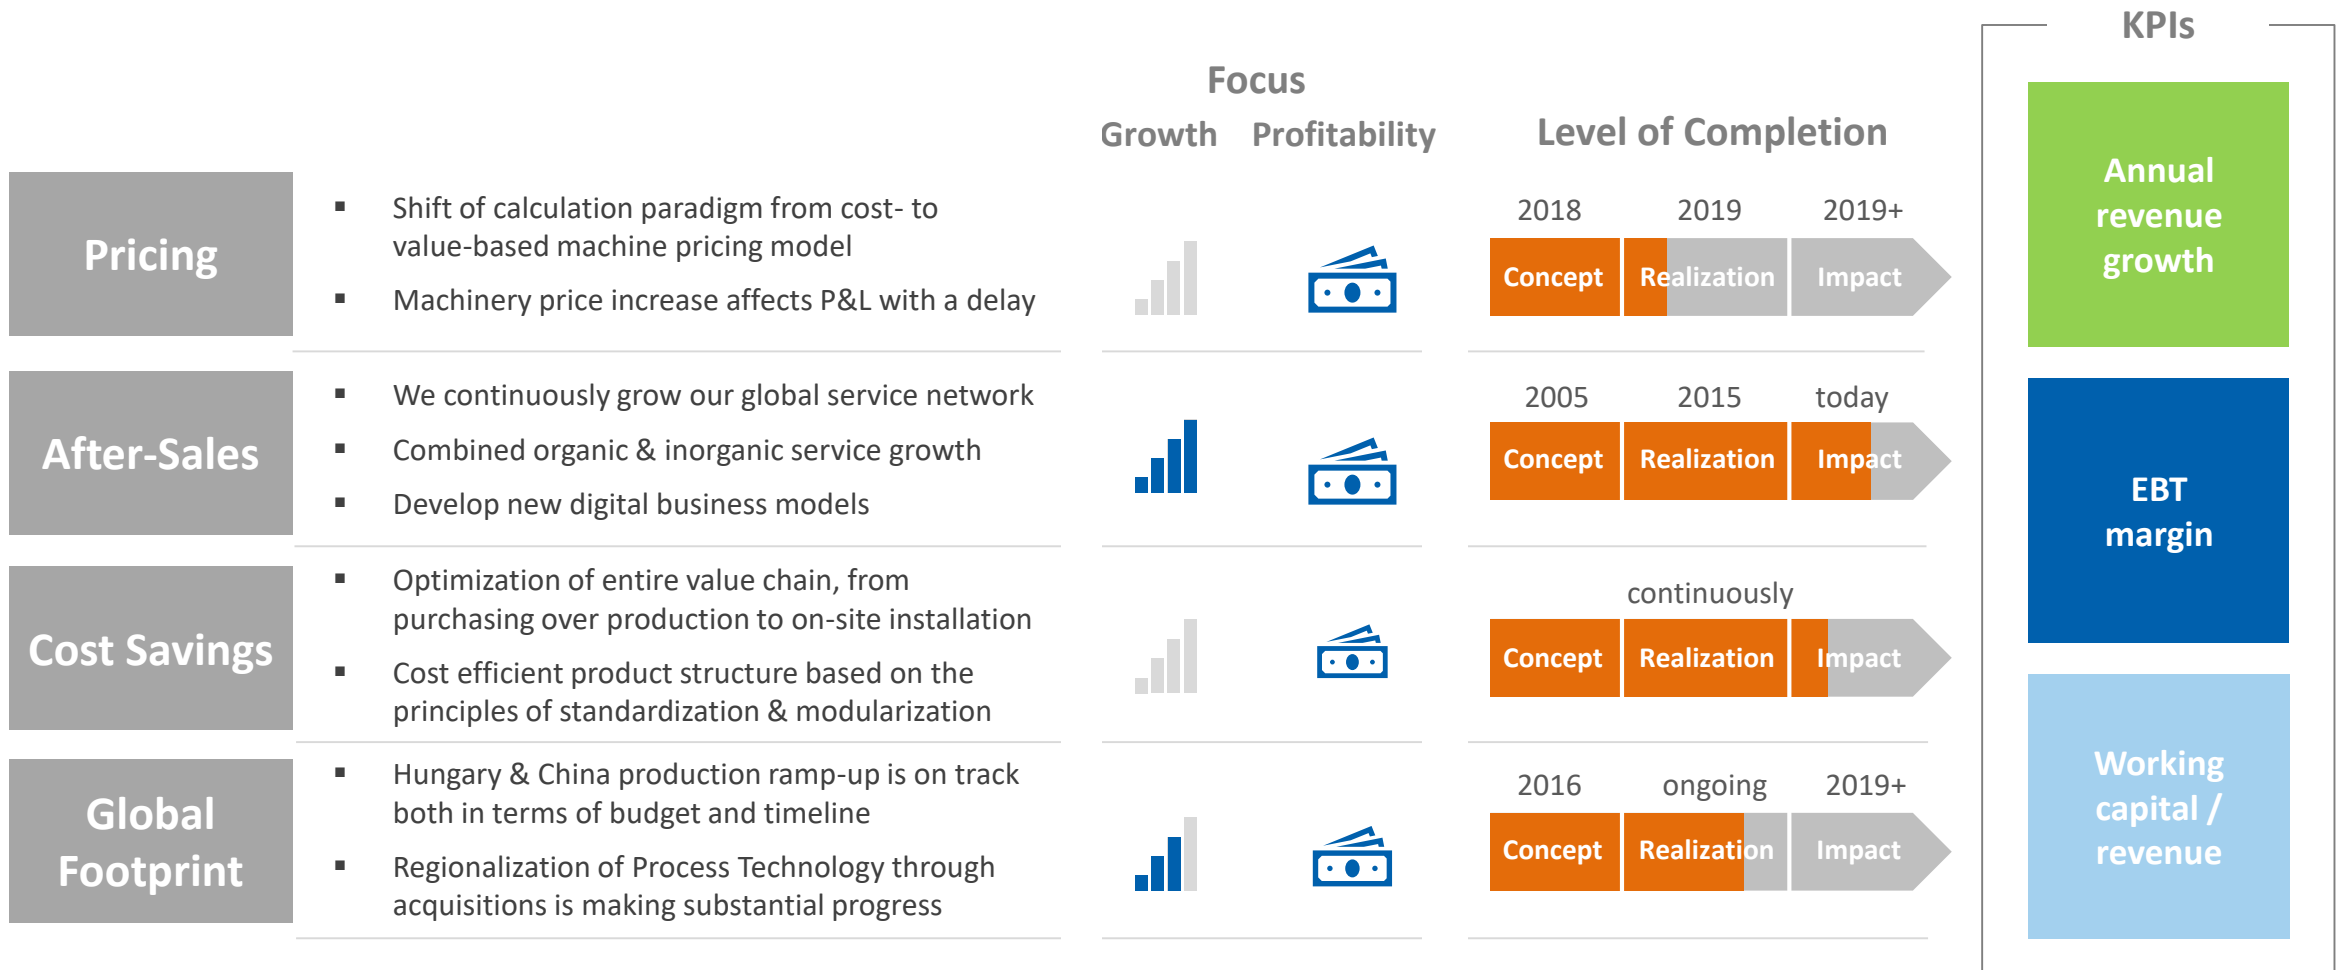 KPIs
Focus
Growth Profitability
Level of Completion
Pricing
▪ Shift of calculation paradigm from cost- to
value-based machine pricing model
▪ Machinery price increase affects P&L with a delay
2018 2019 2019+
Concept Realization Impact
After-Sales
▪ We continuously grow our global service network
▪ Combined organic & inorganic service growth
▪ Develop new digital business models
2005 2015 today
Concept Realization Impact
Cost Savings
▪ Optimization of entire value chain, from
purchasing over production to on-site installation
▪ Cost efficient product structure based on the
principles of standardization & modularization
continuously
Concept Realization Impact
Global
Footprint
▪ Hungary & China production ramp-up is on track
both in terms of budget and timeline
▪ Regionalization of Process Technology through
acquisitions is making substantial progress
2016 ongoing 2019+
Concept Realization Impact
Annual
revenue
growth
EBT
margin
Working
capital /
revenue